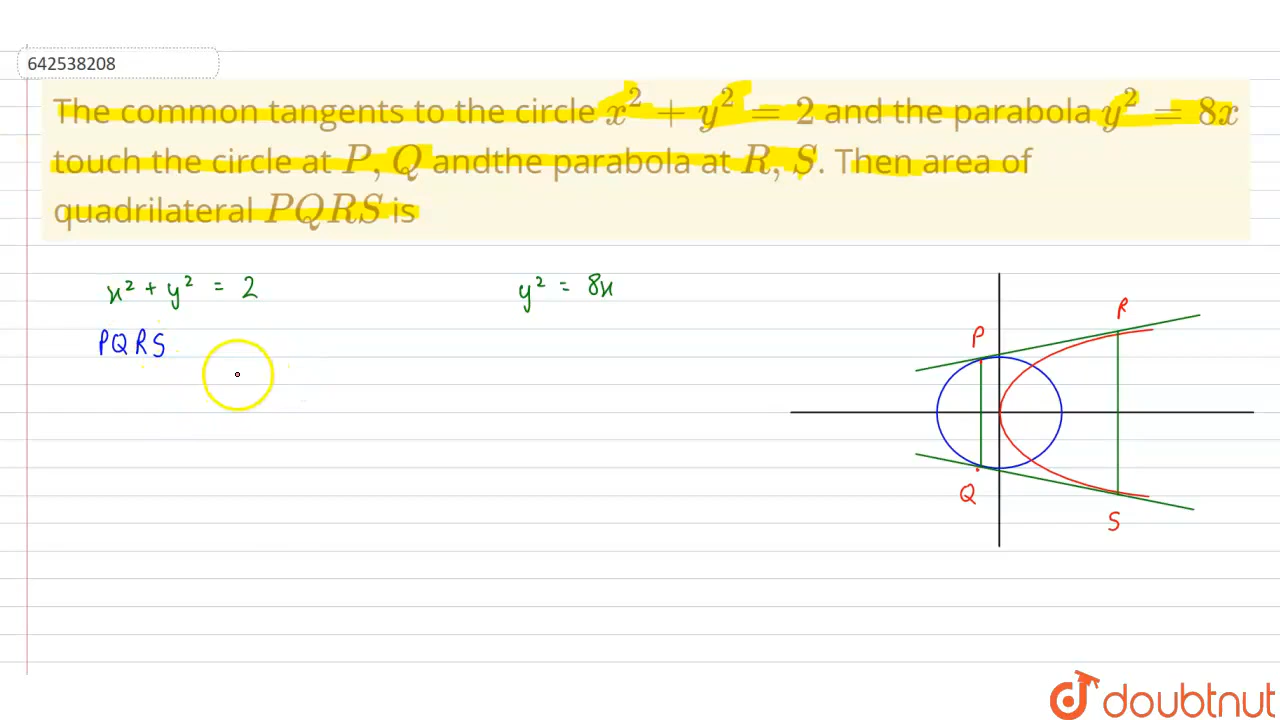 642538208
The common tangents to the circle x² + y² = 2 and the parabola y² = 8x
touch the circle at P, Q andthe parabola at R, S. Then area of
quadrilateral PQRS is
x² + y² = 2
y² = 8x
PQRS
R
P
Q
S
doubtnut